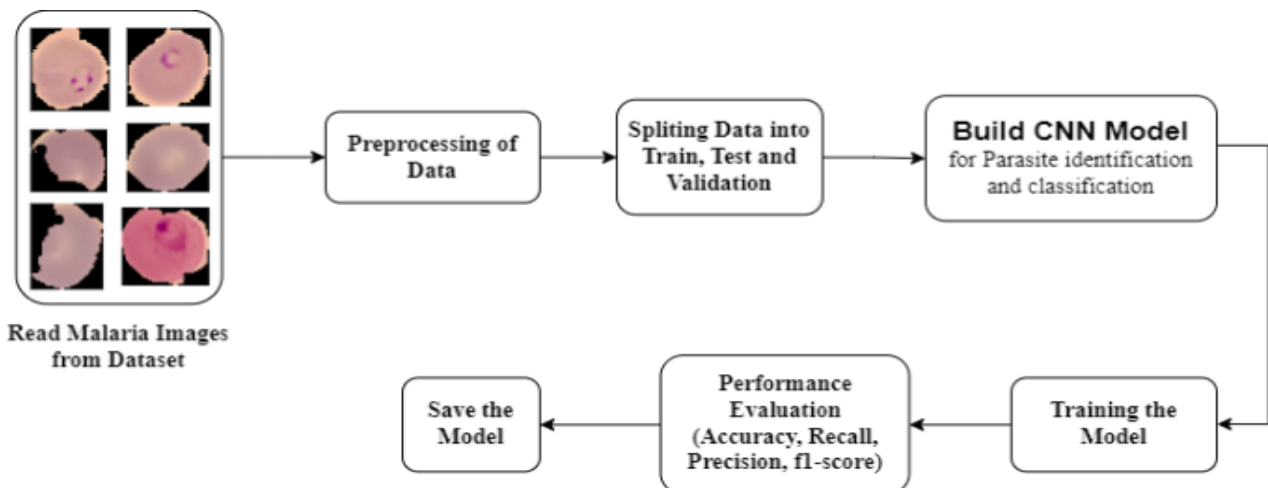 Read Malaria Images
from Dataset
Preprocessing of
Data
Spliting Data into
Train, Test and
Validation
Build CNN Model
for Parasite identification
and classification
Training the
Model
Performance
Evaluation
(Accuracy, Recall,
Precision, f1-score)
Save the
Model